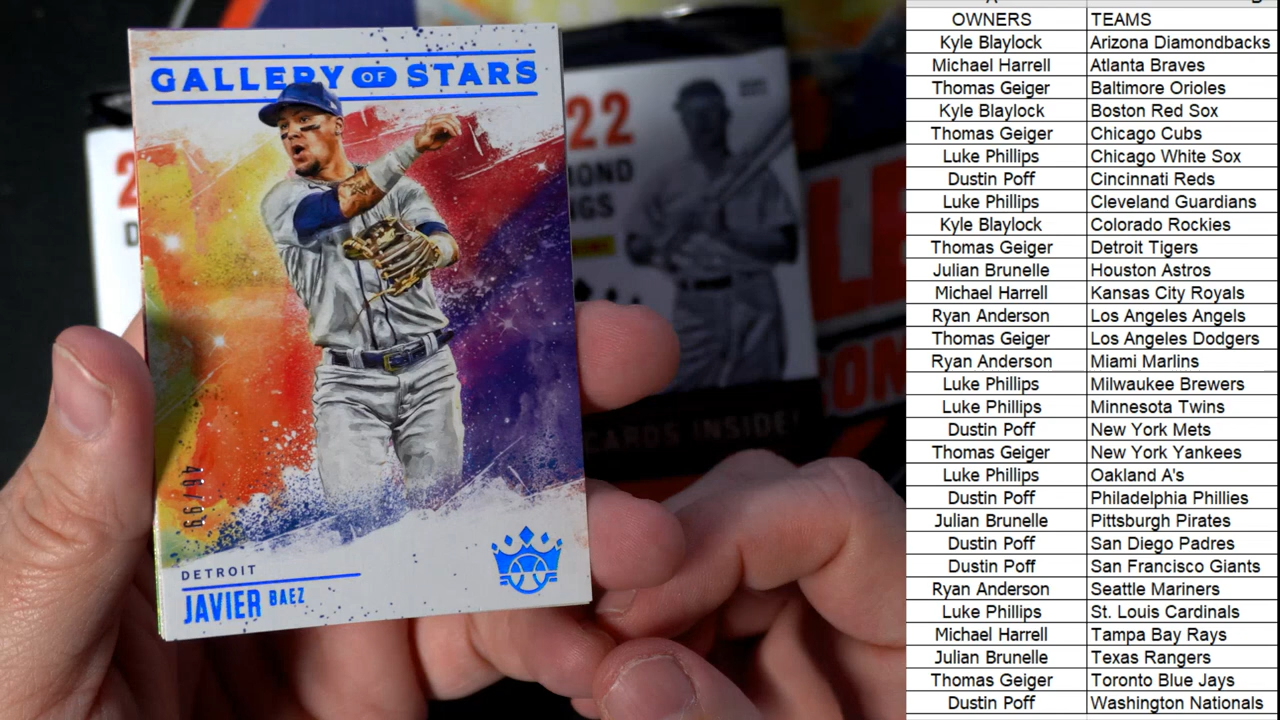 GALLERY OF STARS
46/99
DETROIT
JAVIER BAEZ
22
CARDS INSIDE!
OWNERS TEAMS
Kyle Blaylock Arizona Diamondbacks
Michael Harrell Atlanta Braves
Thomas Geiger Baltimore Orioles
Kyle Blaylock Boston Red Sox
Thomas Geiger Chicago Cubs
Luke Phillips Chicago White Sox
Dustin Poff Cincinnati Reds
Luke Phillips Cleveland Guardians
Kyle Blaylock Colorado Rockies
Thomas Geiger Detroit Tigers
Julian Brunelle Houston Astros
Michael Harrell Kansas City Royals
Ryan Anderson Los Angeles Angels
Thomas Geiger Los Angeles Dodgers
Ryan Anderson Miami Marlins
Luke Phillips Milwaukee Brewers
Luke Phillips Minnesota Twins
Dustin Poff New York Mets
Thomas Geiger New York Yankees
Luke Phillips Oakland A's
Dustin Poff Philadelphia Phillies
Julian Brunelle Pittsburgh Pirates
Dustin Poff San Diego Padres
Dustin Poff San Francisco Giants
Ryan Anderson Seattle Mariners
Luke Phillips St. Louis Cardinals
Michael Harrell Tampa Bay Rays
Julian Brunelle Texas Rangers
Thomas Geiger Toronto Blue Jays
Dustin Poff Washington Nationals